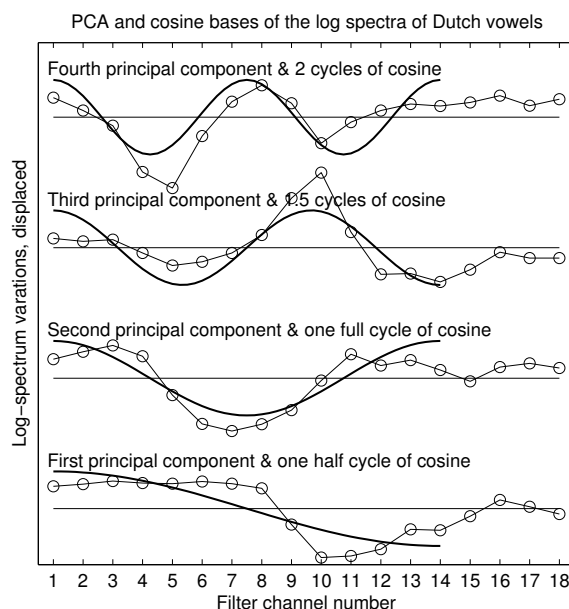 PCA and cosine bases of the log spectra of Dutch vowels
Fourth principal component & 2 cycles of cosine
Third principal component & 1.5 cycles of cosine
Second principal component & one full cycle of cosine
First principal component & one half cycle of cosine
Log−spectrum variations, displaced
1 2 3 4 5 6 7 8 9 10 11 12 13 14 15 16 17 18
Filter channel number